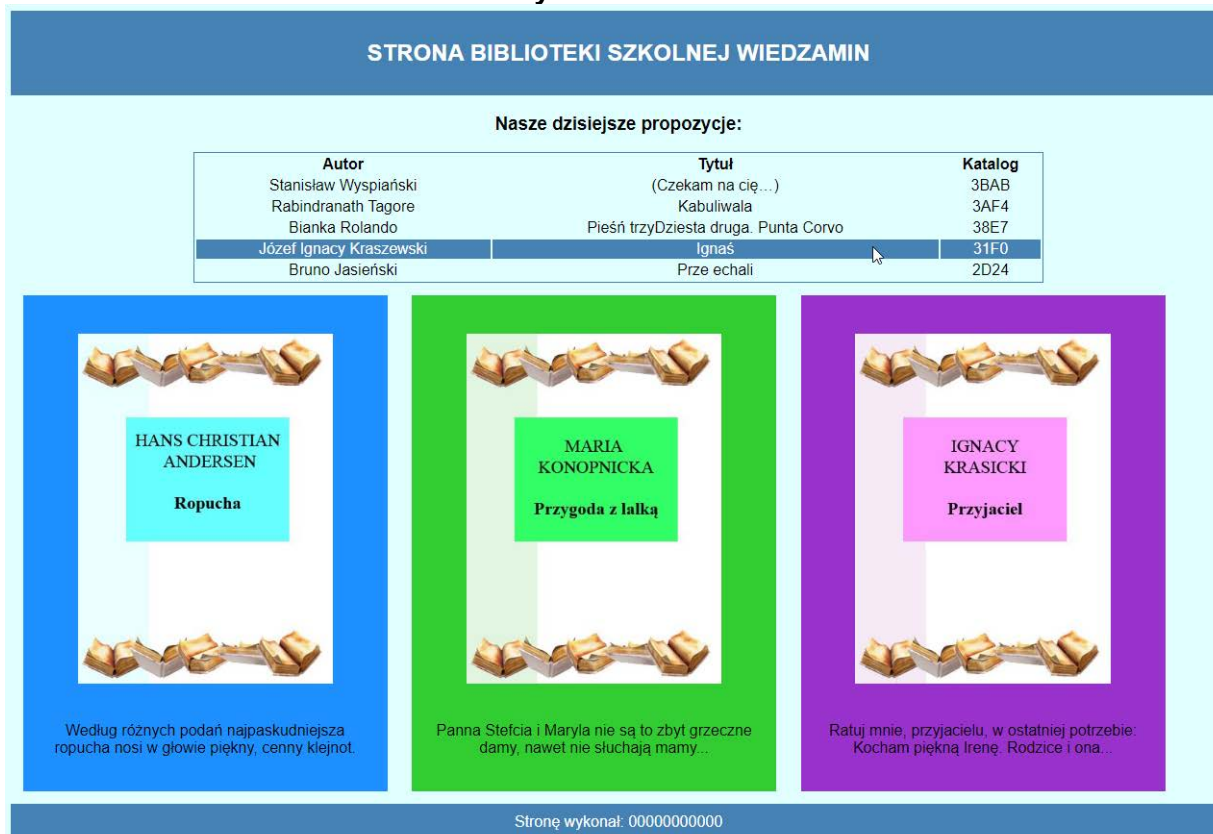 STRONA BIBLIOTEKI SZKOLNEJ WIEDZAMIN
Nasze dzisiejsze propozycje:
Autor Tytuł Katalog
Stanisław Wyspiański (Czekam na cię...) 3BAB
Rabindranath Tagore Kabuliwala 3AF4
Bianka Rolando Pieśń trzyDziesta druga. Punta Corvo 38E7
Józef Ignacy Kraszewski Ignaś 31F0
Bruno Jasieński Prze echali 2D24
HANS CHRISTIAN
ANDERSEN
Ropucha
Według różnych podań najpaskudniejsza
ropucha nosi w głowie piękny, cenny klejnot.
MARIA
KONOPNICKA
Przygoda z lalką
Panna Stefcia i Maryla nie są to zbyt grzeczne
damy, nawet nie słuchają mamy...
IGNACY
KRASICKI
Przyjaciel
Ratuj mnie, przyjacielu, w ostatniej potrzebie:
Kocham piękną Irenę. Rodzice i ona...
Stronę wykonał: 00000000000